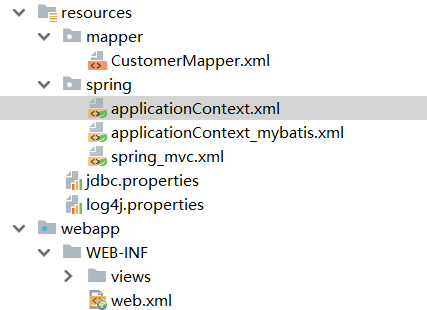 resources
mapper
CustomerMapper.xml
spring
applicationContext.xml
applicationContext_mybatis.xml
spring_mvc.xml
jdbc.properties
log4j.properties
webapp
WEB-INF
views
web.xml